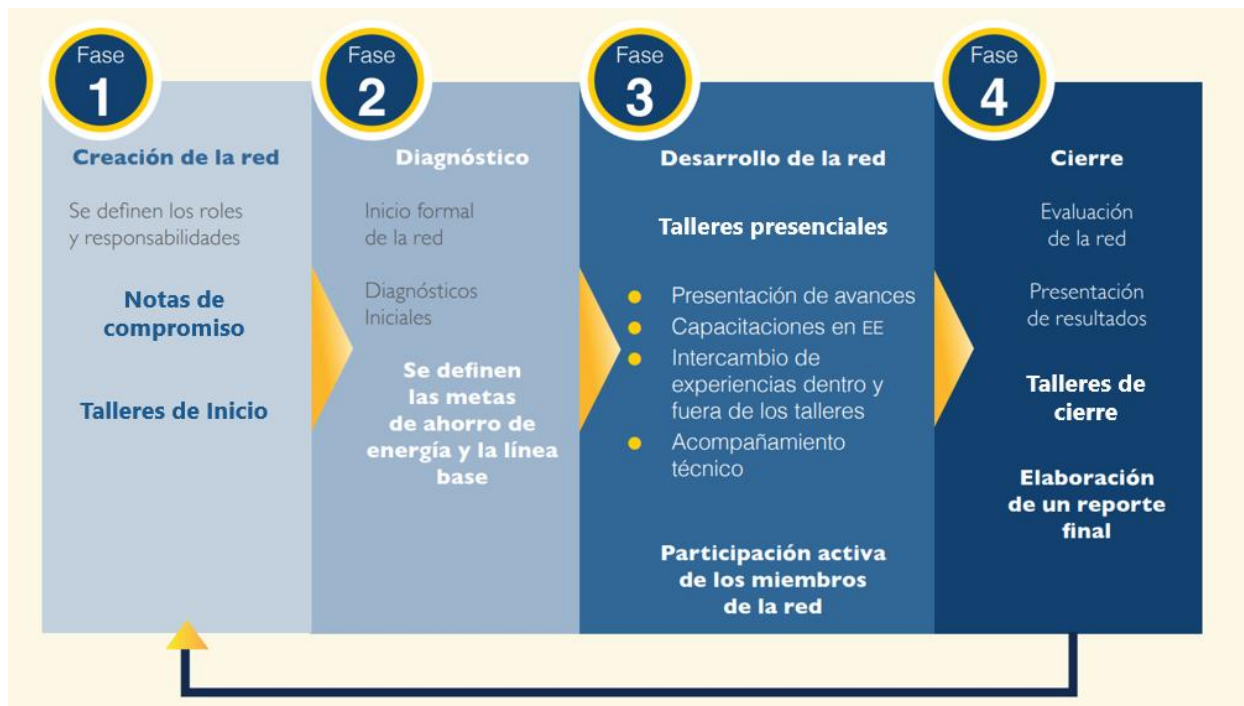 Fase
1
Creación de la red
Se definen los roles
y responsabilidades
Notas de
compromiso
Talleres de Inicio
Fase
2
Diagnóstico
Inicio formal
de la red
Diagnósticos
Iniciales
Se definen
las metas
de ahorro de
energía y la línea
base
Fase
3
Desarrollo de la red
Talleres presenciales
Presentación de avances
Capacitaciones en EE
Intercambio de
experiencias dentro y
fuera de los talleres
Acompañamiento
técnico
Participación activa
de los miembros
de la red
Fase
4
Cierre
Evaluación
de la red
Presentación
de resultados
Talleres de
cierre
Elaboración
de un reporte
final